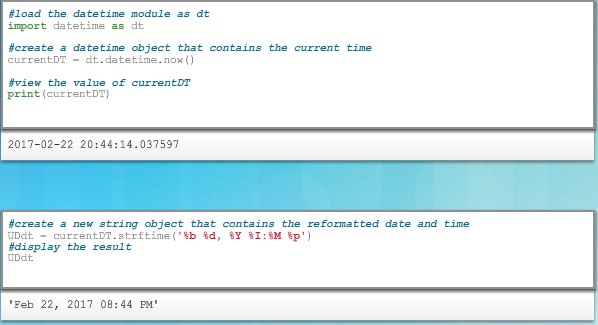 #load the datetime module as dt
import datetime as dt
#create a datetime object that contains the current time
currentDT = dt.datetime.now()
#view the value of currentDT
print(currentDT)
2017-02-22 20:44:14.037597
#create a new string object that contains the reformatted date and time
UDdt = currentDT.strftime('%b %d, %Y %I:%M %p')
#display the result
UDdt
'Feb 22, 2017 08:44 PM'